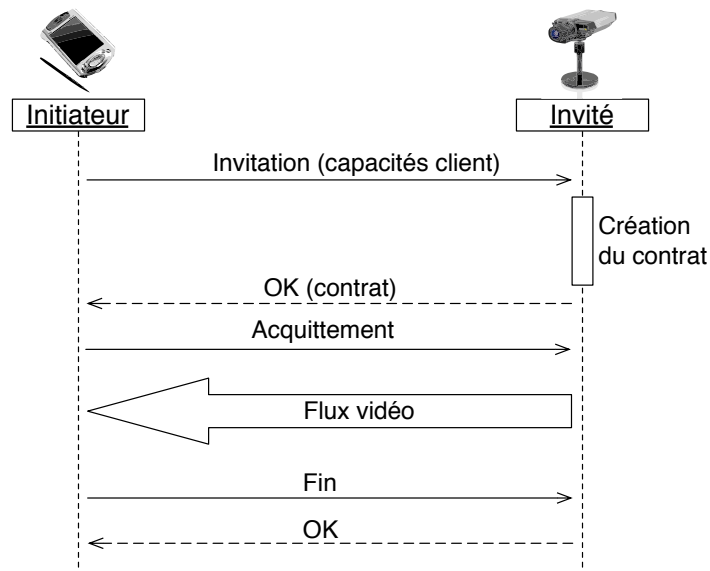 Initiateur
Invité
Invitation (capacités client)
Création
du contrat
OK (contrat)
Acquittement
Flux vidéo
Fin
OK